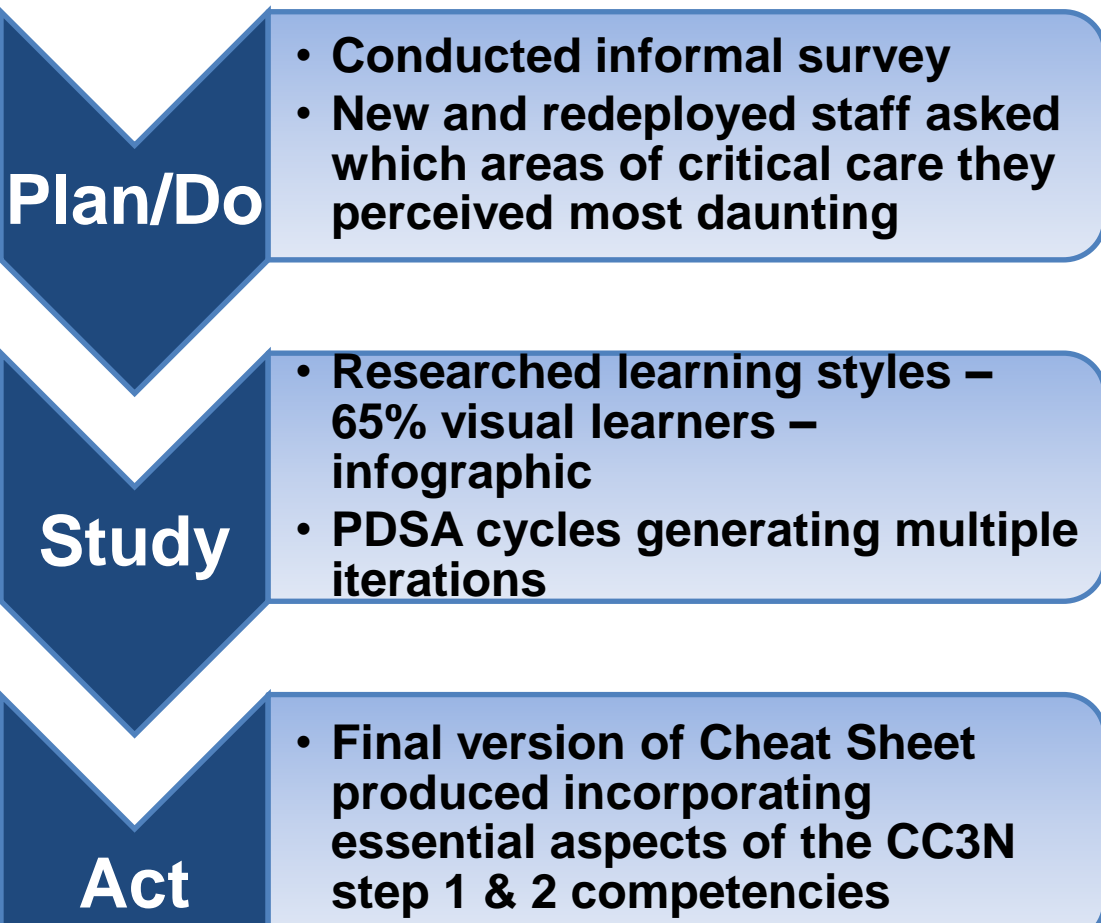 Plan/Do
• Conducted informal survey
• New and redeployed staff asked
which areas of critical care they
perceived most daunting
Study
• Researched learning styles –
65% visual learners –
infographic
• PDSA cycles generating multiple
iterations
Act
• Final version of Cheat Sheet
produced incorporating
essential aspects of the CC3N
step 1 & 2 competencies